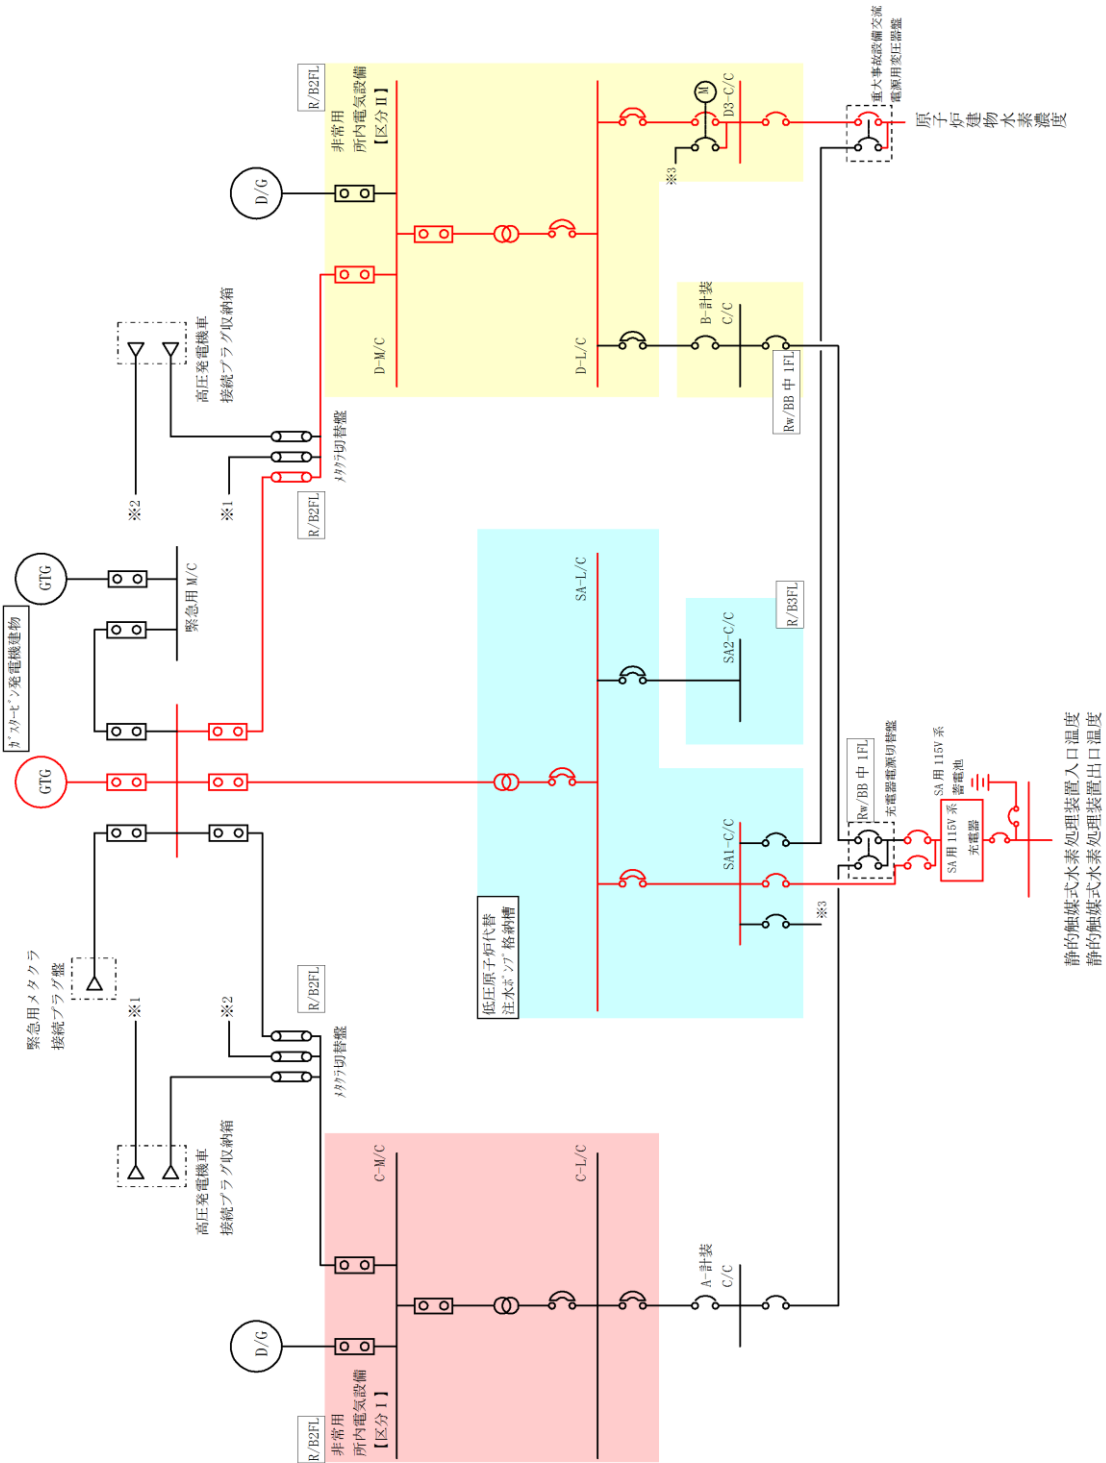 ｶﾞｽﾀｰﾋﾞﾝ発電機建物
GTG
GTG
緊急用 M/C
緊急用メタクラ
接続プラグ盤
高圧発電機車
接続プラグ収納箱
※1
※2
R/B2FL
ﾒﾀｸﾗ切替盤
高圧発電機車
接続プラグ収納箱
※2
※1
R/B2FL
ﾒﾀｸﾗ切替盤
D/G
R/B2FL
非常用
所内電気設備
【区分Ⅰ】
C-M/C
C-L/C
A-計装
C/C
低圧原子炉代替
注水ﾎﾟﾝﾌﾟ格納槽
SA-L/C
SA1-C/C
※3
SA2-C/C
R/B3FL
D/G
R/B2FL
非常用
所内電気設備
【区分Ⅱ】
D-M/C
D-L/C
B-計装
C/C
Rw/BB 中 1FL
M
D3-C/C
※3
重大事故設備交流
電源用変圧器盤
原子炉建物水素濃度
Rw/BB 中 1FL
充電器電源切替盤
SA 用 115V 系
充電器
SA 用 115V 系
蓄電池
静的触媒式水素処理装置入口温度
静的触媒式水素処理装置出口温度